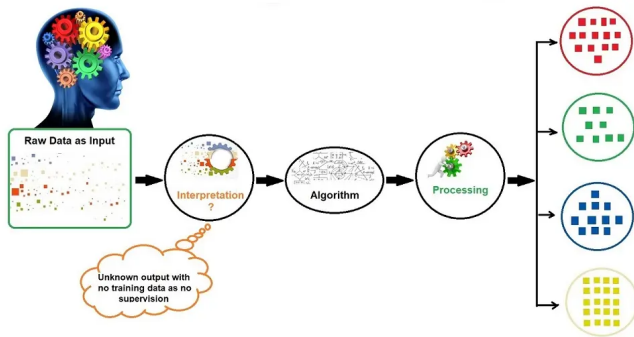 Raw Data as Input
Interpretation
?
Algorithm
Processing
Unknown output with
no training data as no
supervision